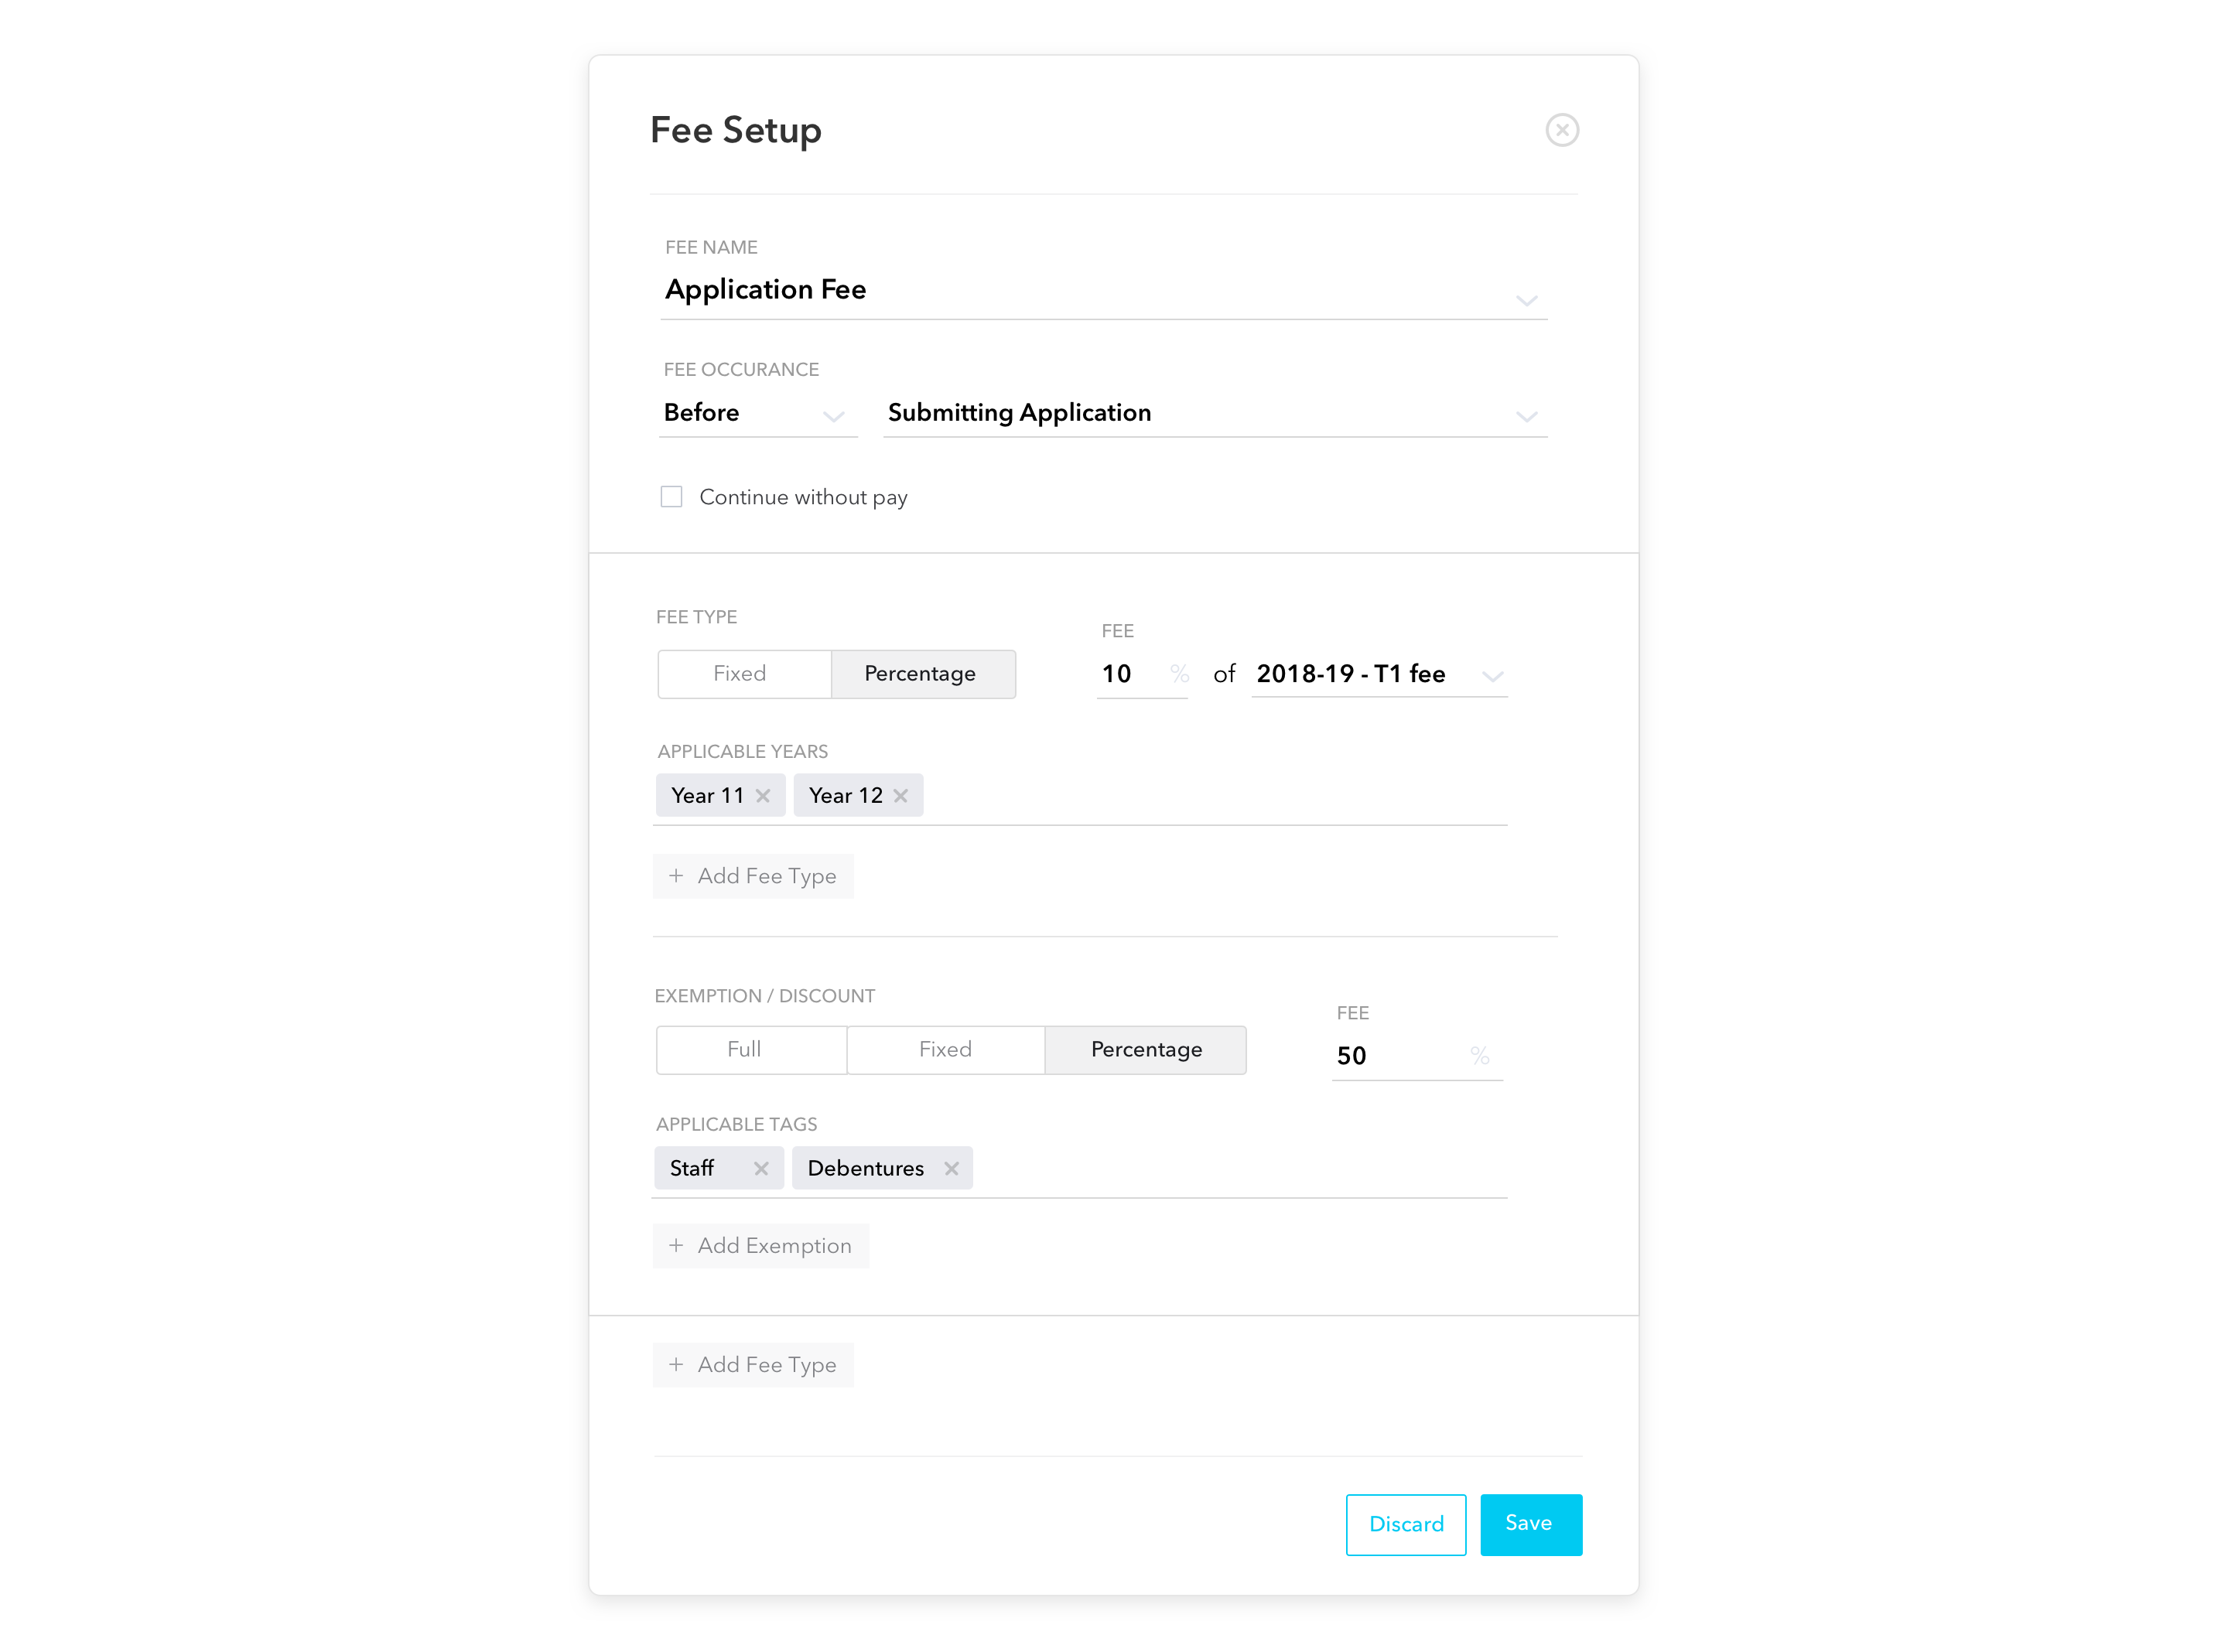 Fee Setup
FEE NAME
Application Fee
FEE OCCURANCE
Before Submitting Application
Continue without pay
FEE TYPE
FEE
Fixed Percentage 10 % of 2018-19 - T1 fee
APPLICABLE YEARS
Year 11 Year 12
+ Add Fee Type
EXEMPTION / DISCOUNT
FEE
Full Fixed Percentage 50 %
APPLICABLE TAGS
Staff Debentures
+ Add Exemption
+ Add Fee Type
Discard Save